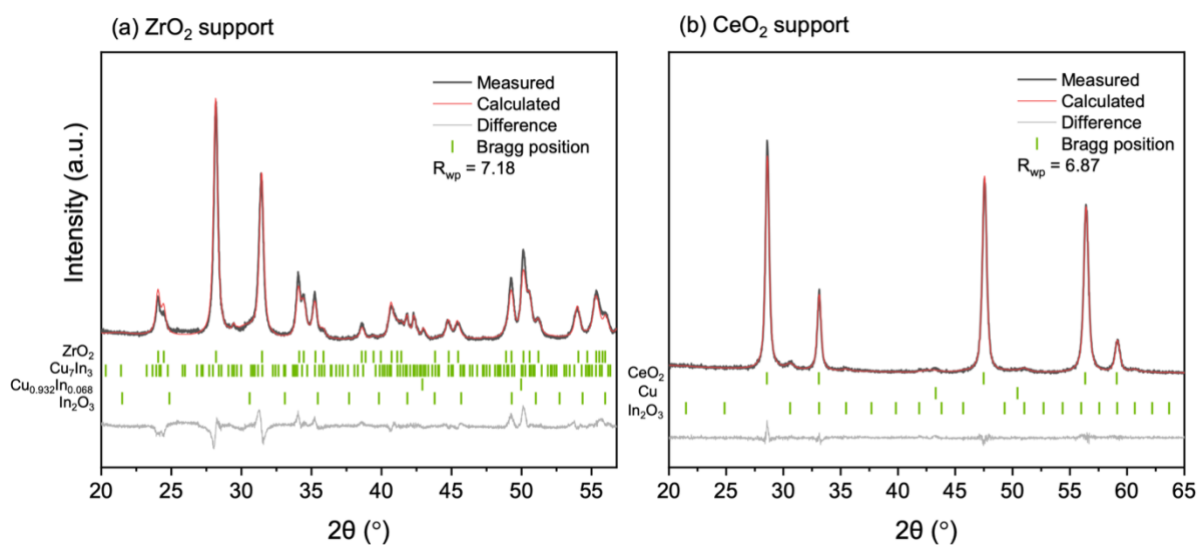 (a) ZrO₂ support
Measured
Calculated
Difference
Bragg position
R_wp = 7.18
Intensity (a.u.)
ZrO₂
Cu₇In₃
Cu₀.₉₃₂In₀.₀₆₈
In₂O₃
20 25 30 35 40 45 50 55
2θ (°)
(b) CeO₂ support
Measured
Calculated
Difference
Bragg position
R_wp = 6.87
CeO₂
Cu
In₂O₃
20 25 30 35 40 45 50 55 60 65
2θ (°)